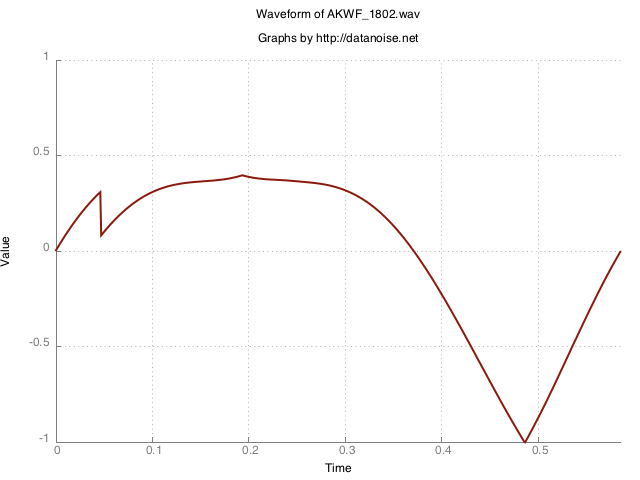 Waveform of AKWF_1802.wav
Graphs by http://datanoise.net
1
0.5
0
-0.5
-1
Value
0 0.1 0.2 0.3 0.4 0.5
Time